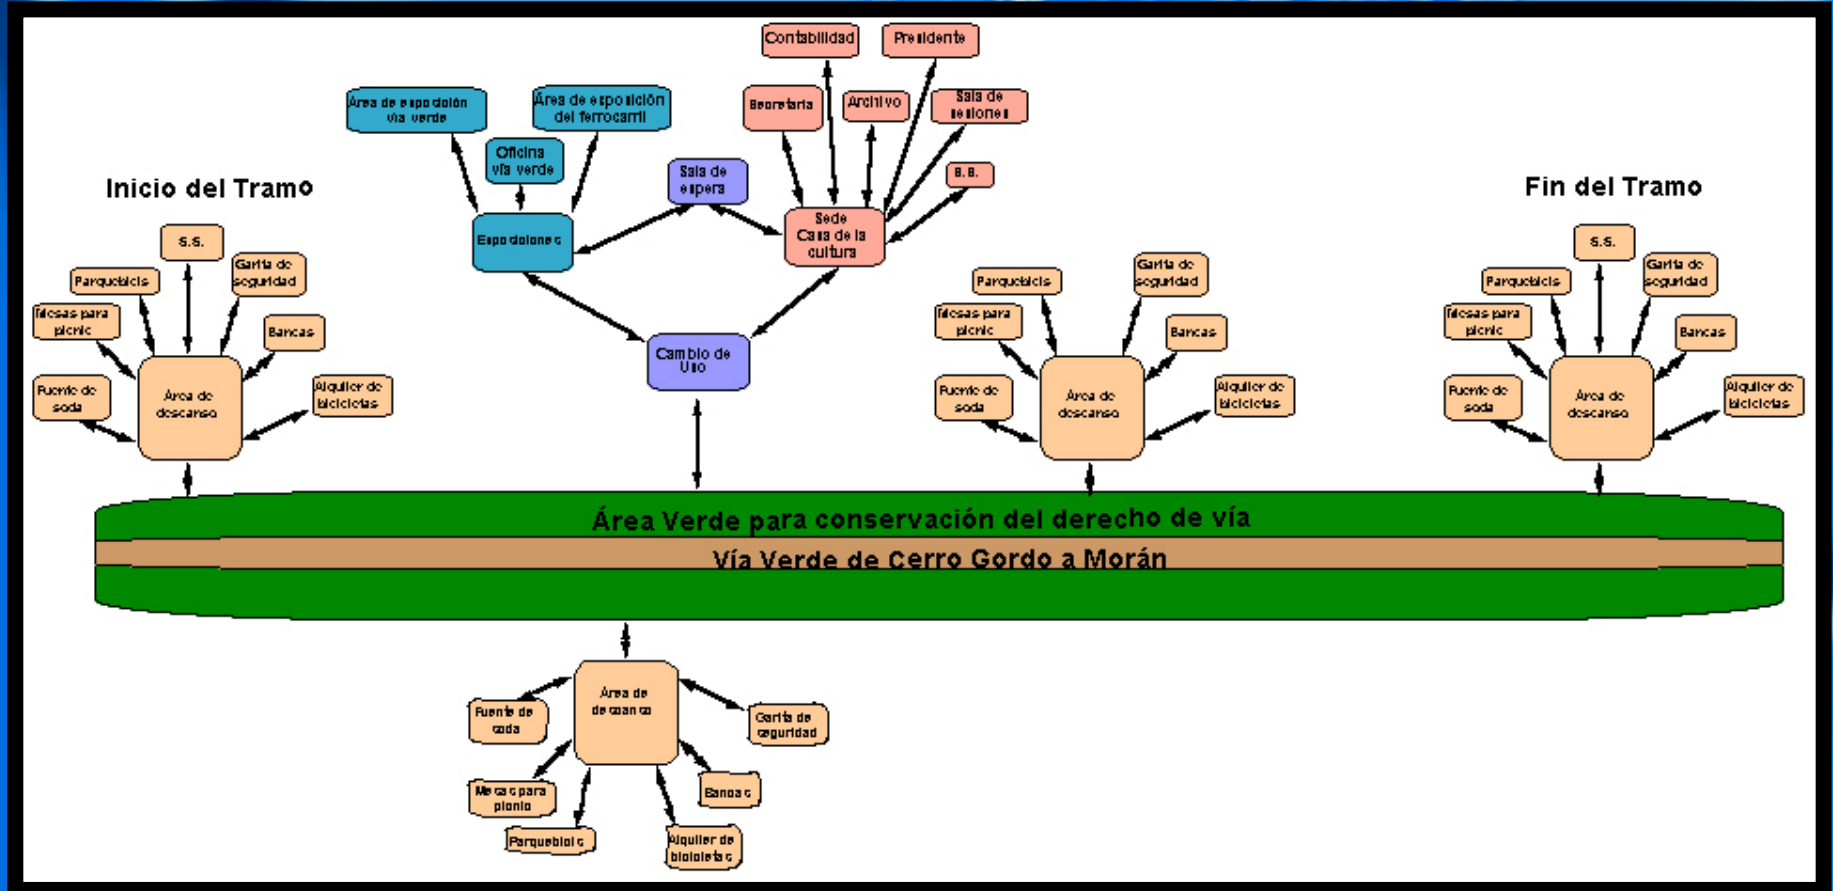 Contabilidad
Presidente
Área de exposición
vía verde
Área de exposición
del ferrocarril
Secretaria
Archivo
Sala de
sesiones
Oficina
vía verde
Sala de
espera
S.S.
Inicio del Tramo
Fin del Tramo
Exposiciones
Sede
Casa de la
cultura
S.S.
Garita de
seguridad
Parquebicis
Mesas para
picnic
Bancas
Fuente de
soda
Área de
descanso
Alquiler de
bicicletas
Cambio de
Uso
Garita de
seguridad
Parquebicis
Mesas para
picnic
Bancas
Fuente de
soda
Área de
descanso
Alquiler de
bicicletas
S.S.
Garita de
seguridad
Parquebicis
Mesas para
picnic
Bancas
Fuente de
soda
Área de
descanso
Alquiler de
bicicletas
Área Verde para conservación del derecho de vía
Vía Verde de Cerro Gordo a Morán
Área de
descanso
Fuente de
soda
Garita de
seguridad
Mesas para
picnic
Bancas
Parquebicis
Alquiler de
bicicletas